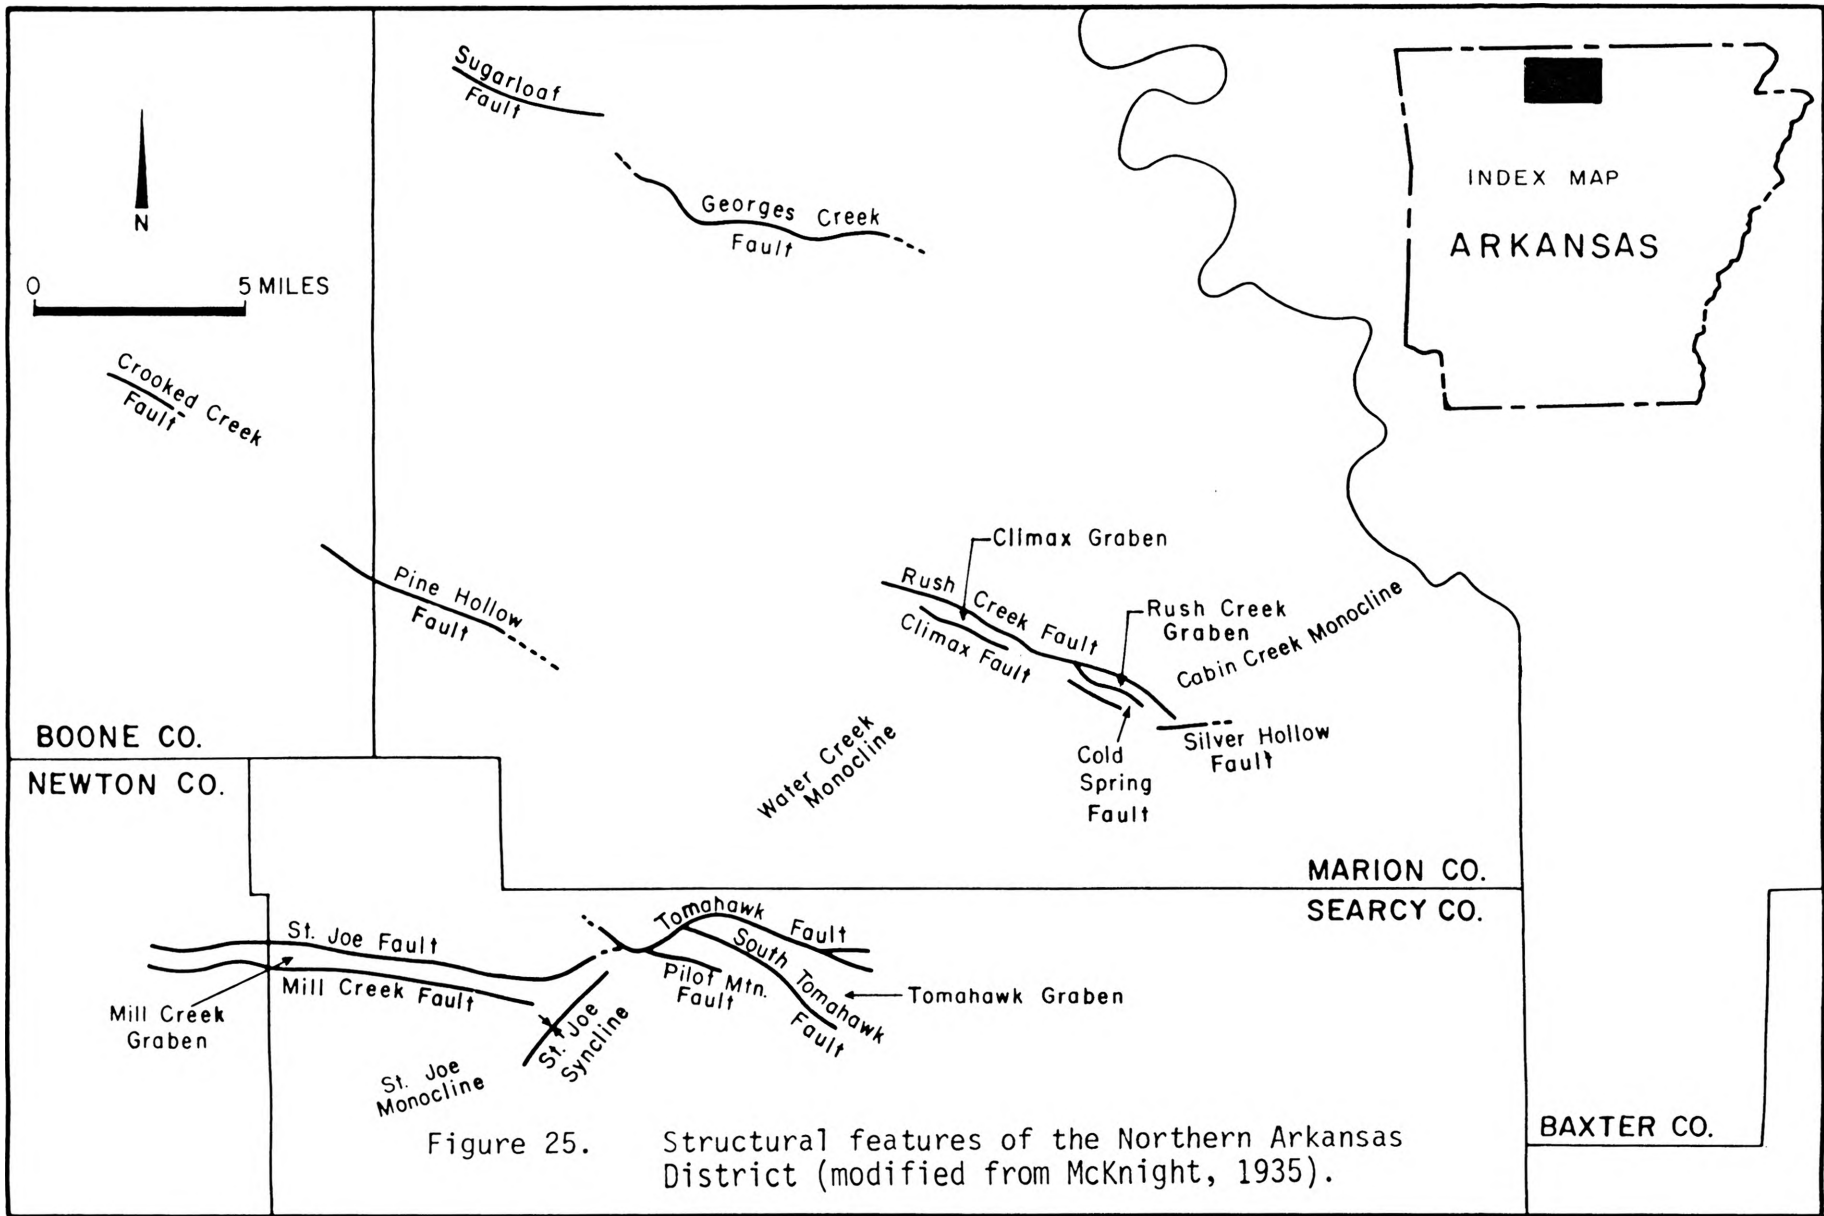 Sugarloaf
Fault
N
0 5 MILES
Georges Creek
Fault
INDEX MAP
ARKANSAS
Crooked Creek
Fault
Pine Hollow
Fault
Climax Graben
Rush Creek Fault
Climax Fault
Rush Creek
Graben
Cabin Creek Monocline
Water Creek
Monocline
Cold
Spring
Fault
Silver Hollow
Fault
BOONE CO.
NEWTON CO.
MARION CO.
SEARCY CO.
St. Joe Fault
Mill Creek Fault
Mill Creek
Graben
Tomahawk Fault
South Tomahawk
Fault
Pilot Mtn.
Fault
Tomahawk Graben
St. Joe
Syncline
St. Joe
Monocline
BAXTER CO.
Figure 25. Structural features of the Northern Arkansas
District (modified from McKnight, 1935).